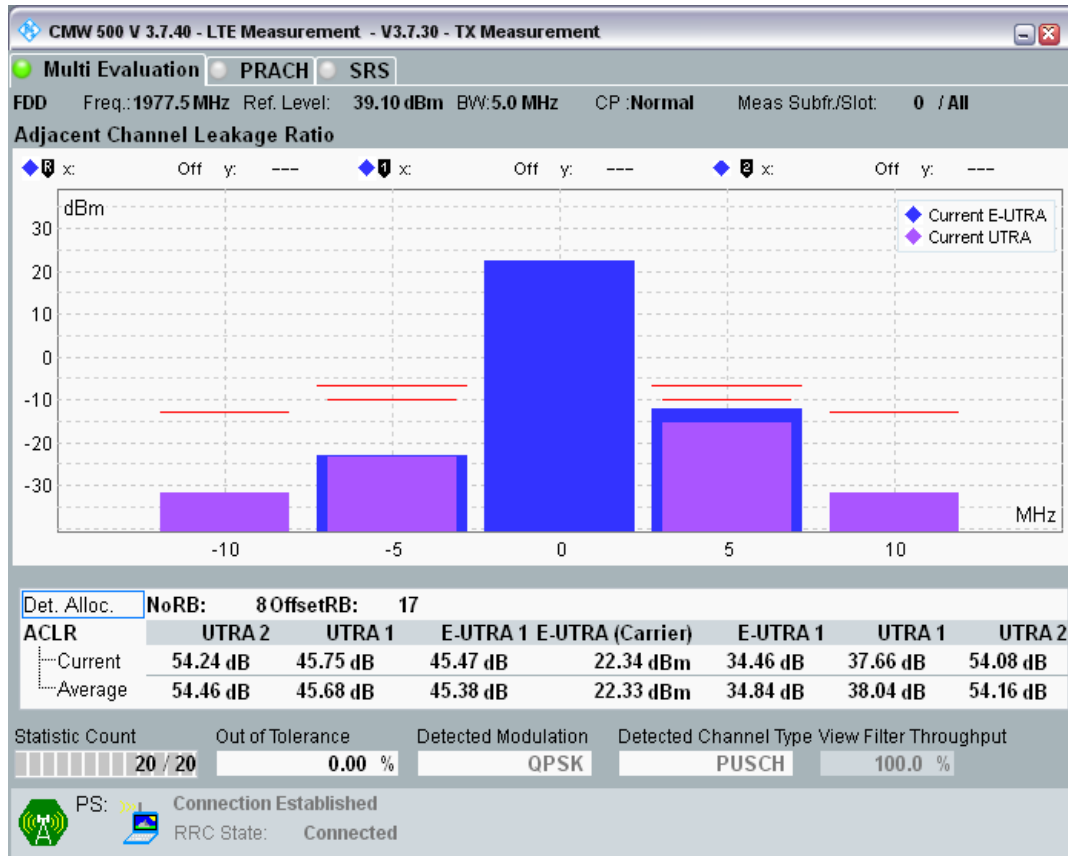 CMW 500 V 3.7.40 - LTE Measurement - V3.7.30 - TX Measurement
Multi Evaluation PRACH SRS
FDD Freq.:1977.5 MHz Ref. Level: 39.10 dBm BW:5.0 MHz CP :Normal Meas Subfr./Slot: 0 / All
Adjacent Channel Leakage Ratio
R x: Off y: --- 1 x: Off y: --- 2 x: Off y: ---
dBm
Current E-UTRA
Current UTRA
30
20
10
0
-10
-20
-30
MHz
-10 -5 0 5 10
Det. Alloc. NoRB: 8 OffsetRB: 17
ACLR UTRA 2 UTRA 1 E-UTRA 1 E-UTRA (Carrier) E-UTRA 1 UTRA 1 UTRA 2
Current 54.24 dB 45.75 dB 45.47 dB 22.34 dBm 34.46 dB 37.66 dB 54.08 dB
Average 54.46 dB 45.68 dB 45.38 dB 22.33 dBm 34.84 dB 38.04 dB 54.16 dB
Statistic Count Out of Tolerance Detected Modulation Detected Channel Type View Filter Throughput
20 / 20 0.00 % QPSK PUSCH 100.0 %
PS: Connection Established
RRC State: Connected